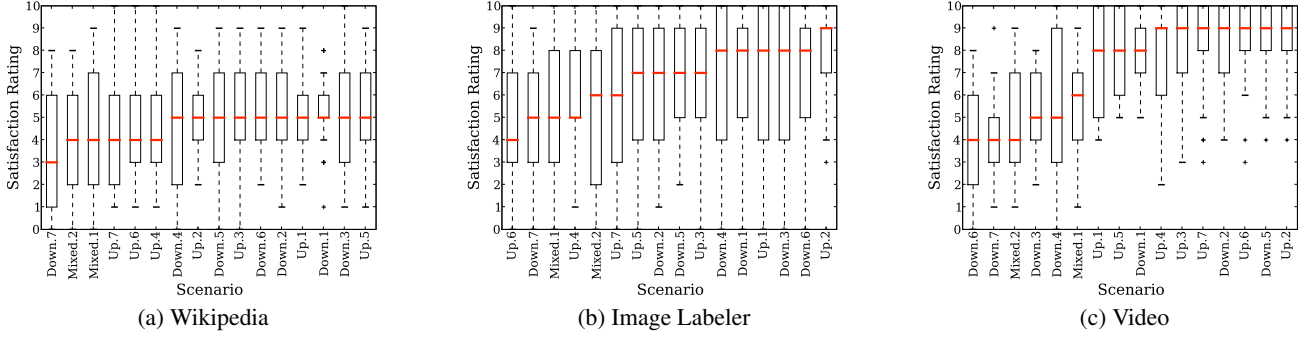 Satisfaction Rating
10
9
8
7
6
5
4
3
2
1
0
Down.7 Mixed.2 Mixed.1 Up.7 Up.6 Up.4 Down.4 Up.2 Down.5 Up.3 Down.6 Down.2 Up.1 Down.1 Down.3 Up.5
Scenario
(a) Wikipedia
Satisfaction Rating
10
9
8
7
6
5
4
3
2
1
0
Up.6 Down.7 Mixed.1 Up.4 Mixed.2 Up.7 Up.5 Down.2 Down.5 Up.3 Down.4 Down.1 Up.1 Down.3 Down.6 Up.2
Scenario
(b) Image Labeler
Satisfaction Rating
10
9
8
7
6
5
4
3
2
1
0
Down.6 Down.7 Mixed.2 Down.3 Down.4 Mixed.1 Up.1 Up.5 Down.1 Up.4 Up.3 Up.7 Down.2 Up.6 Down.5 Up.2
Scenario
(c) Video